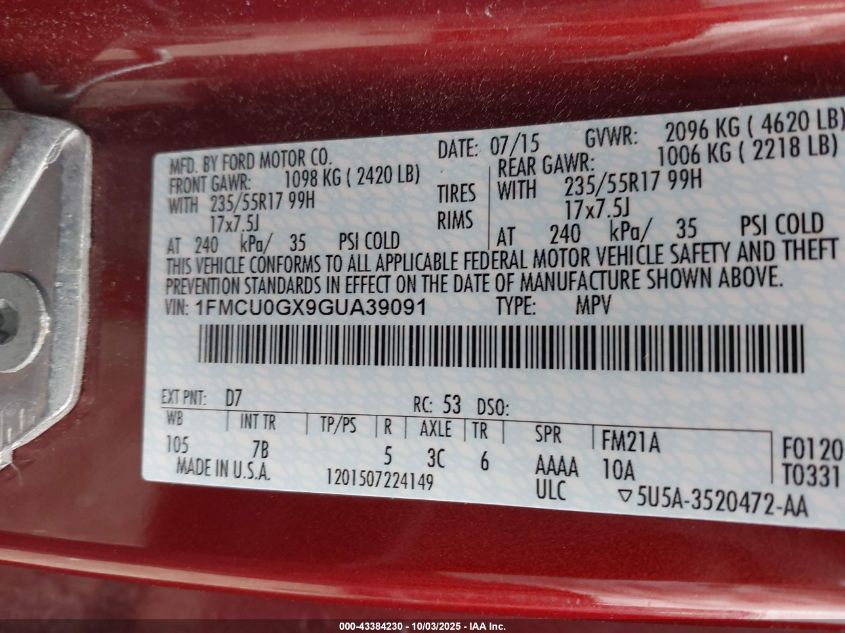 MFD. BY FORD MOTOR CO. DATE: 07/15 GVWR: 2096 KG ( 4620 LB)
FRONT GAWR: 1098 KG ( 2420 LB) REAR GAWR: 1006 KG ( 2218 LB)
WITH 235/55R17 99H TIRES WITH 235/55R17 99H
17x7.5J RIMS 17x7.5J
AT 240 kPa/ 35 PSI COLD AT 240 kPa/ 35 PSI COLD
THIS VEHICLE CONFORMS TO ALL APPLICABLE FEDERAL MOTOR VEHICLE SAFETY AND THEFT
PREVENTION STANDARDS IN EFFECT ON THE DATE OF MANUFACTURE SHOWN ABOVE.
VIN: 1FMCU0GX9GUA39091 TYPE: MPV
EXT PNT: D7 RC: 53 DSO:
WB INT TR TP/PS R AXLE TR SPR FM21A F0120
105 7B 5 3C 6 AAAA 10A T0331
MADE IN U.S.A. 1201507224149 ULC ▽5U5A-3520472-AA
000-43384230 - 10/03/2025 - IAA Inc.